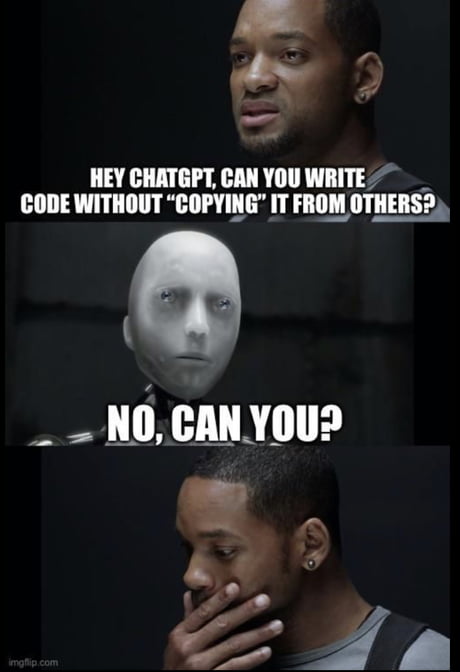 HEY CHATGPT, CAN YOU WRITE
CODE WITHOUT “COPYING” IT FROM OTHERS?
NO, CAN YOU?
imgflip.com